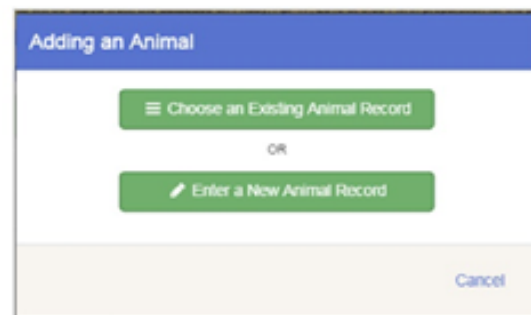 Adding an Animal
Choose an Existing Animal Record
OR
Enter a New Animal Record
Cancel